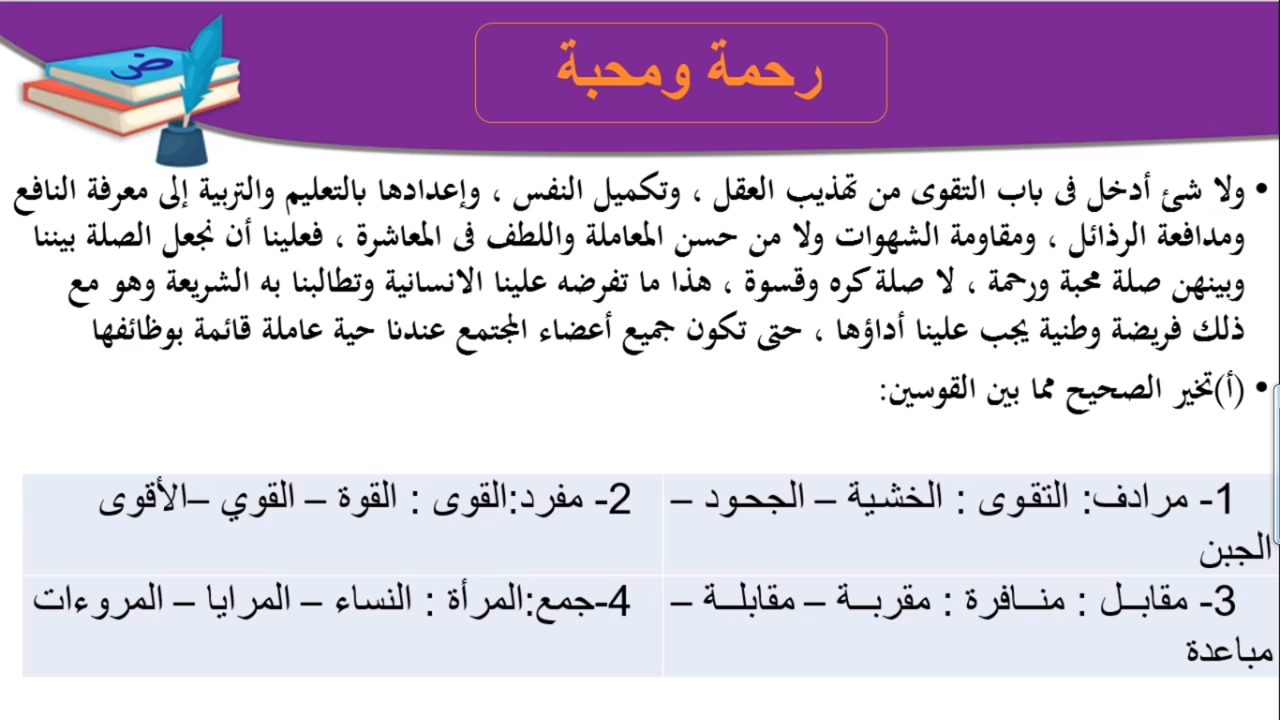 ض
رحمة ومحبة
• ولا شئ أدخل فى باب التقوى من تهذيب العقل ، وتكميل النفس ، وإعدادها بالتعليم والتربية إلى معرفة النافع
ومدافعة الرذائل ، ومقاومة الشهوات ولا من حسن المعاملة واللطف فى المعاشرة ، فعلينا أن نجعل الصلة بيننا
وبينهن صلة محبة ورحمة ، لا صلة كره وقسوة ، هذا ما تفرضه علينا الانسانية وتطالبنا به الشريعة وهو مع
ذلك فريضة وطنية يجب علينا أداؤها ، حتى تكون جميع أعضاء المجتمع عندنا حية عاملة قائمة بوظائفها
• (أ)تخير الصحيح مما بين القوسين:
1- مرادف: التقوى : الخشية – الجحود –
الجبن
2- مفرد:القوى : القوة – القوي –الأقوى
3- مقابل : منافرة : مقربة – مقابلة –
مباعدة
4-جمع:المرأة : النساء – المرايا – المروءات